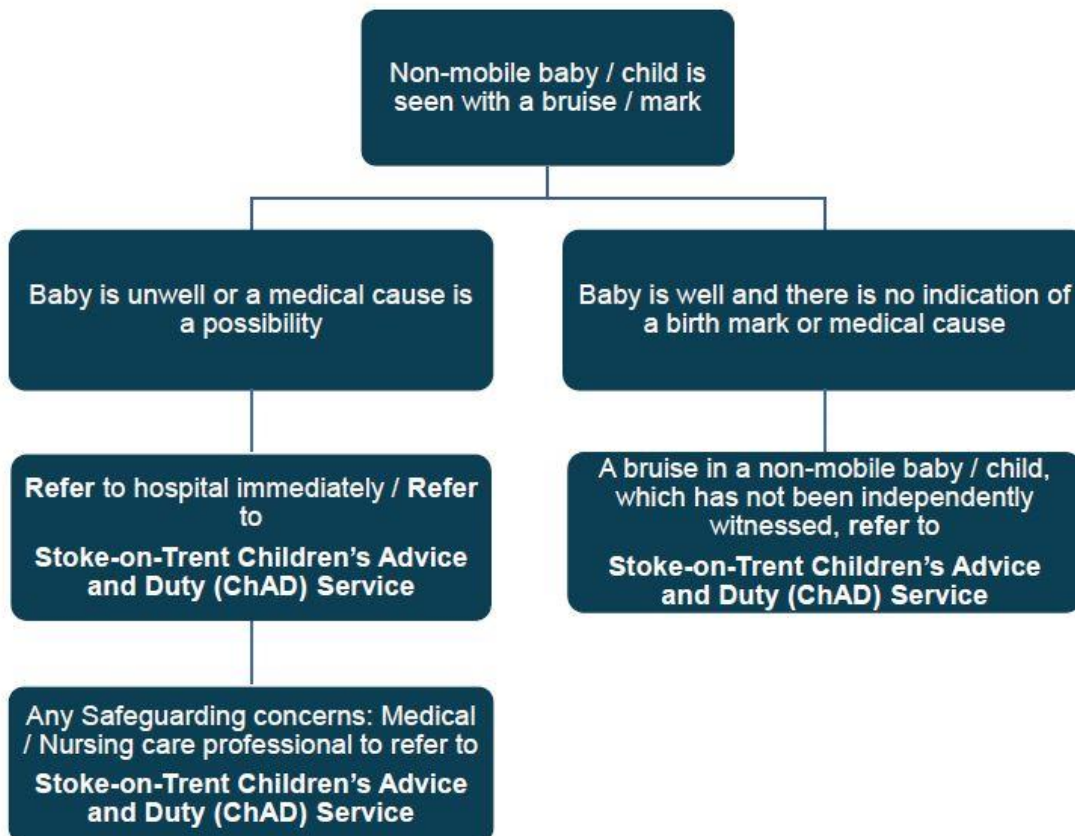 Non-mobile baby / child is
seen with a bruise / mark
Baby is unwell or a medical cause is
a possibility
Baby is well and there is no indication of
a birth mark or medical cause
Refer to hospital immediately / Refer
to
Stoke-on-Trent Children’s Advice
and Duty (ChAD) Service
A bruise in a non-mobile baby / child,
which has not been independently
witnessed, refer to
Stoke-on-Trent Children’s Advice
and Duty (ChAD) Service
Any Safeguarding concerns: Medical
/ Nursing care professional to refer to
Stoke-on-Trent Children’s Advice
and Duty (ChAD) Service